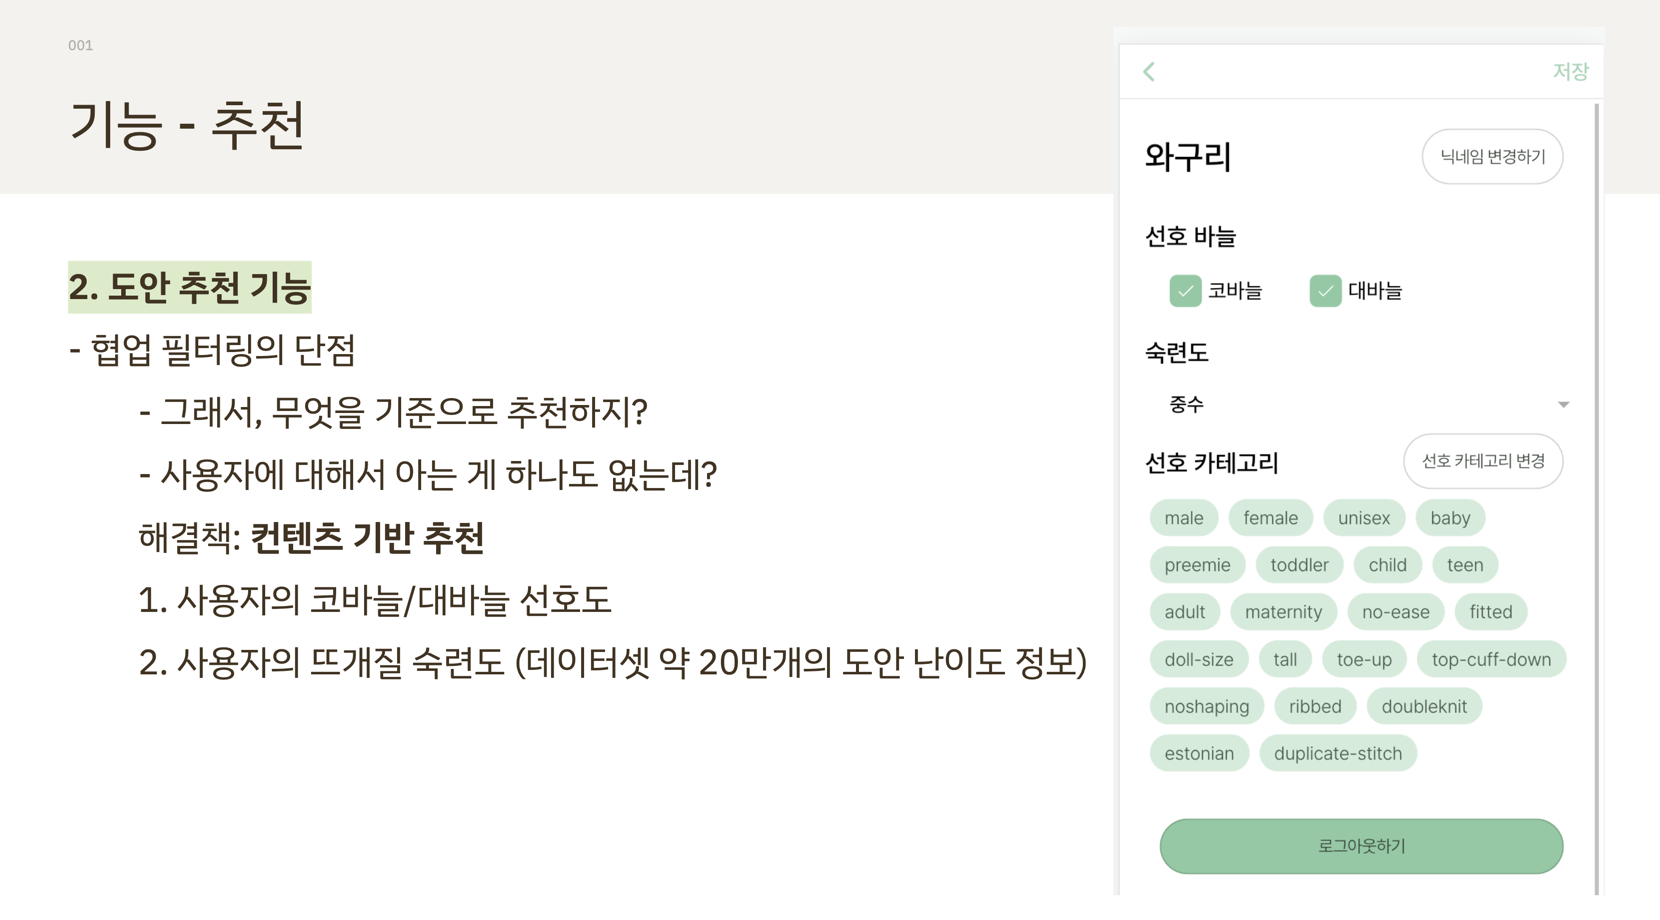 001
기능 - 추천
2. 도안 추천 기능
- 협업 필터링의 단점
- 그래서, 무엇을 기준으로 추천하지?
- 사용자에 대해서 아는 게 하나도 없는데?
해결책: 컨텐츠 기반 추천
1. 사용자의 코바늘/대바늘 선호도
2. 사용자의 뜨개질 숙련도 (데이터셋 약 20만개의 도안 난이도 정보)
저장
와구리 닉네임 변경하기
선호 바늘
코바늘 대바늘
숙련도
중수
선호 카테고리 선호 카테고리 변경
male female unisex baby
preemie toddler child teen
adult maternity no-ease fitted
doll-size tall toe-up top-cuff-down
noshaping ribbed doubleknit
estonian duplicate-stitch
로그아웃하기